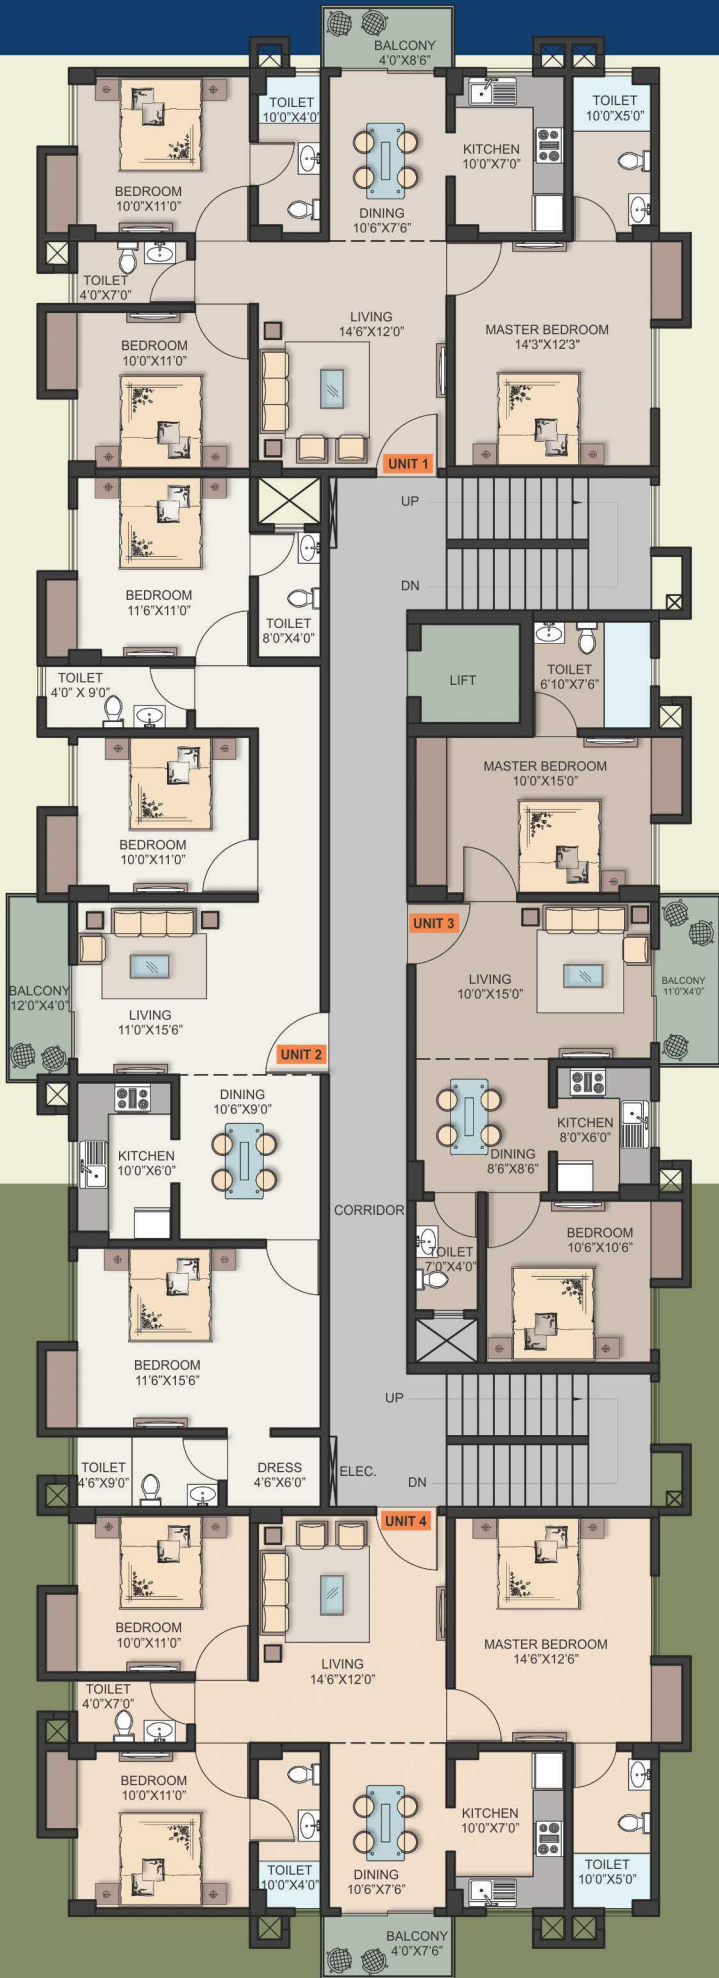 BALCONY
4'0"X8'6"
TOILET
10'0"X4'0"
TOILET
10'0"X5'0"
KITCHEN
10'0"X7'0"
BEDROOM
10'0"X11'0"
DINING
10'6"X7'6"
TOILET
4'0"X7'0"
LIVING
14'6"X12'0"
MASTER BEDROOM
14'3"X12'3"
BEDROOM
10'0"X11'0"
UNIT 1
UP
DN
BEDROOM
11'6"X11'0"
TOILET
8'0"X4'0"
TOILET
4'0" X 9'0"
LIFT
TOILET
6'10"X7'6"
MASTER BEDROOM
10'0"X15'0"
BEDROOM
10'0"X11'0"
UNIT 3
LIVING
10'0"X15'0"
BALCONY
11'0"X4'0"
BALCONY
12'0"X4'0"
LIVING
11'0"X15'6"
UNIT 2
DINING
10'6"X9'0"
KITCHEN
10'0"X6'0"
KITCHEN
8'0"X6'0"
DINING
8'6"X8'6"
CORRIDOR
TOILET
7'0"X4'0"
BEDROOM
10'6"X10'6"
BEDROOM
11'6"X15'6"
UP
TOILET
4'6"X9'0"
DRESS
4'6"X6'0"
ELEC.
DN
UNIT 4
BEDROOM
10'0"X11'0"
LIVING
14'6"X12'0"
MASTER BEDROOM
14'6"X12'6"
TOILET
4'0"X7'0"
BEDROOM
10'0"X11'0"
KITCHEN
10'0"X7'0"
TOILET
10'0"X4'0"
DINING
10'6"X7'6"
TOILET
10'0"X5'0"
BALCONY
4'0"X7'6"